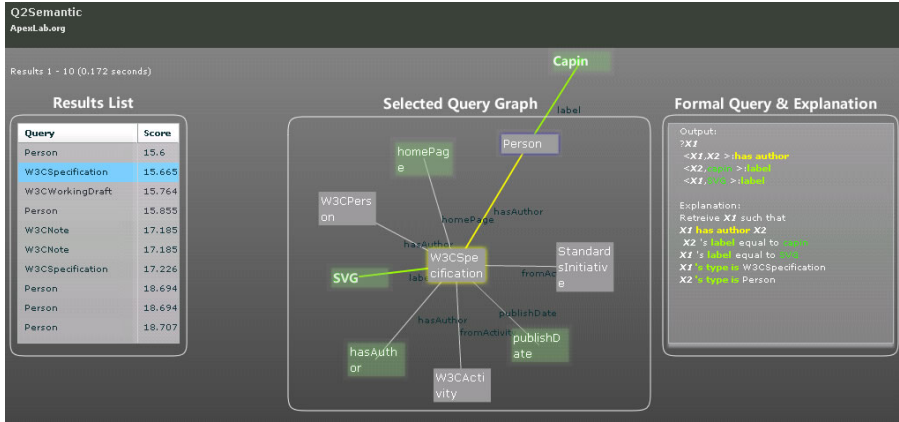 Q2Semantic
ApexLab.org
Results 1 - 10 (0.172 seconds)
Results List
Query Score
Person 15.6
W3CSpecification 15.665
W3CWorkingDraft 15.764
Person 15.855
W3CNote 17.185
W3CNote 17.185
W3CSpecification 17.226
Person 18.694
Person 18.694
Person 18.707
Selected Query Graph
Capin
label
Person
homePag
e
hasAuthor
homePage
W3CPers
on
hasAuthor
W3CSpe
cification
Standard
sInitiativ
e
SVG
fromAc
publishDate
hasAuthor
fromActivit
publishD
ate
hasAuth
or
W3CActi
vity
Formal Query & Explanation
Output:
?X1
<X1,X2 >:has author
<X2,capin >:label
<X1,SVG >:label
Explanation:
Retreive X1 such that
X1 has author X2
X2 's label equal to capin
X1 's label equal to SVG
X1 's type is W3CSpecification
X2 's type is Person